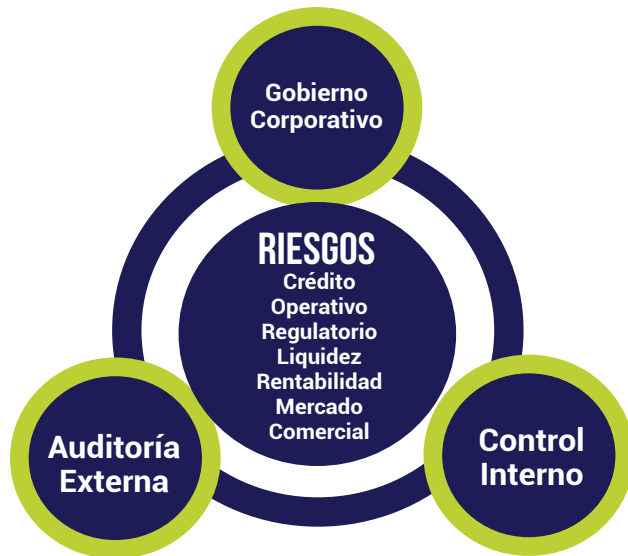 Gobierno
Corporativo
RIESGOS
Crédito
Operativo
Regulatorio
Liquidez
Rentabilidad
Mercado
Comercial
Auditoría
Externa
Control
Interno